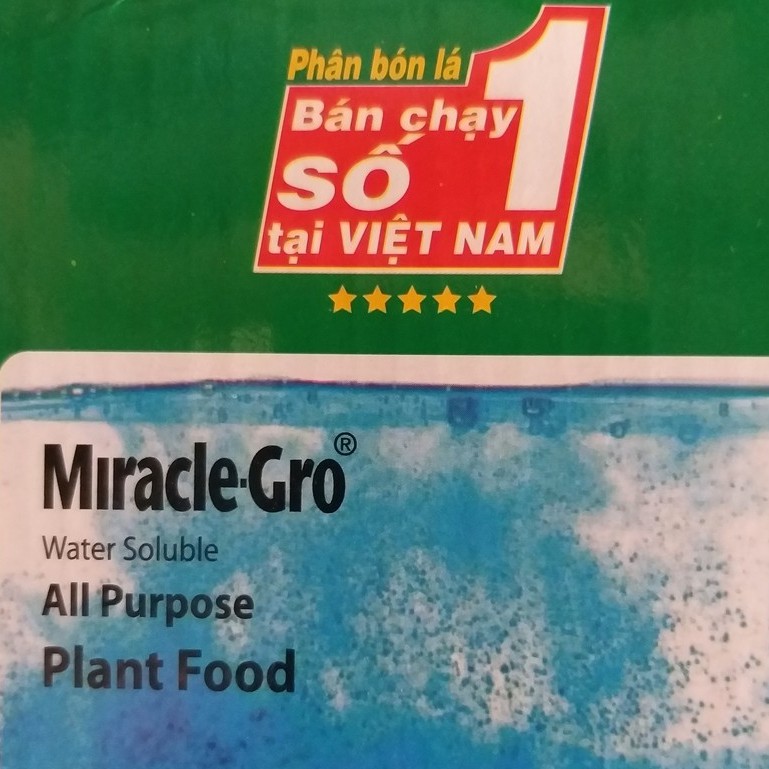 Phân bón lá
Bán chạy
số 1
tại VIỆT NAM
Miracle-Gro®
Water Soluble
All Purpose
Plant Food